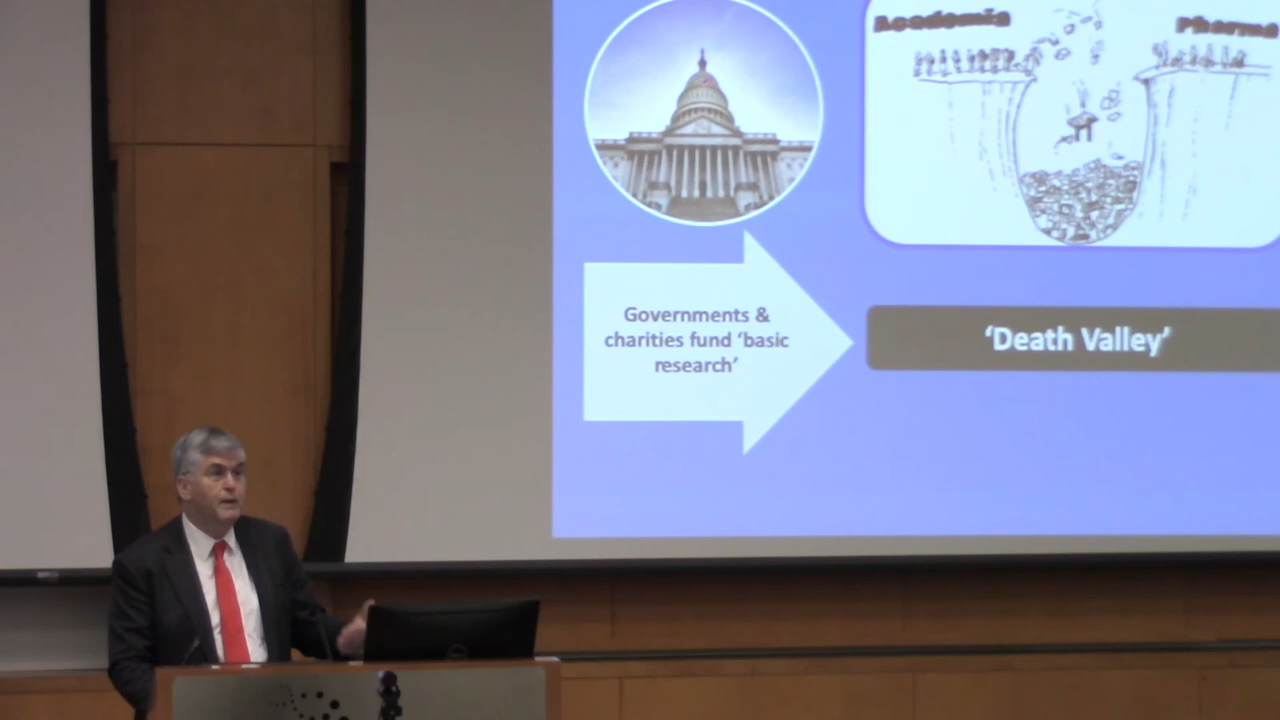 Academia
Pharma
Governments &
charities fund ‘basic
research’
‘Death Valley’